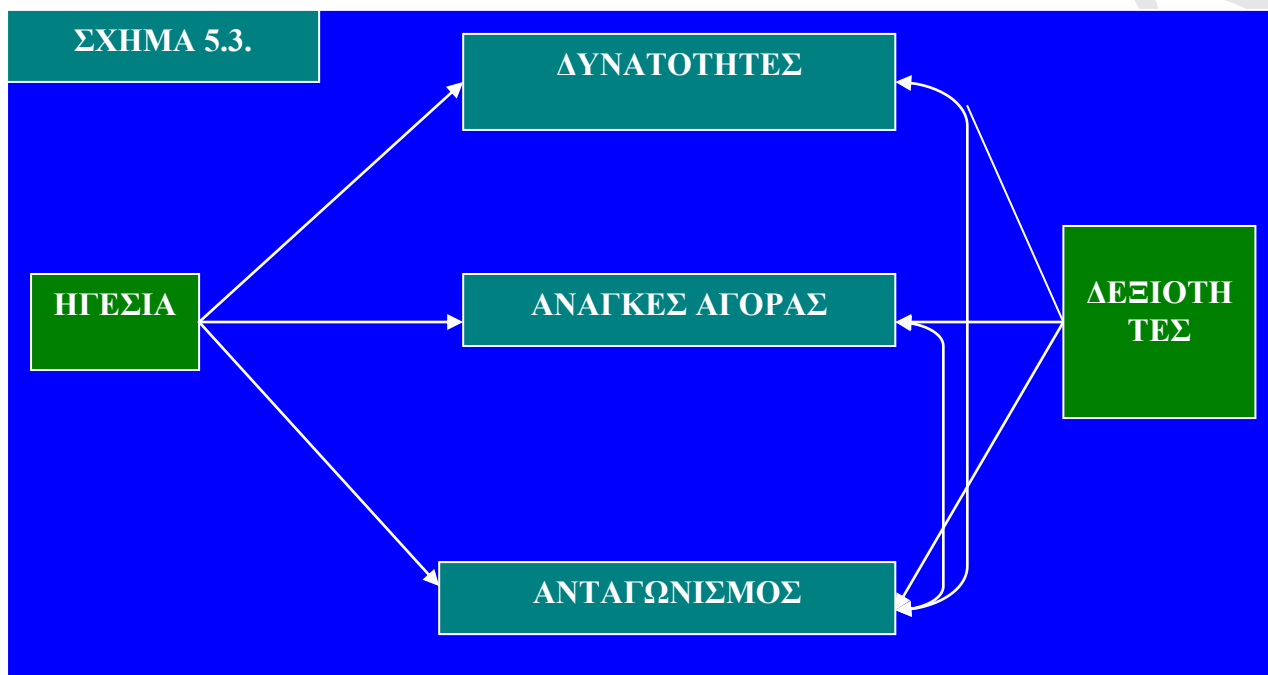 ΣΧΗΜΑ 5.3.
ΔΥΝΑΤΟΤΗΤΕΣ
ΗΓΕΣΙΑ
ΑΝΑΓΚΕΣ ΑΓΟΡΑΣ
ΔΕΞΙΟΤΗ
ΤΕΣ
ΑΝΤΑΓΩΝΙΣΜΟΣ